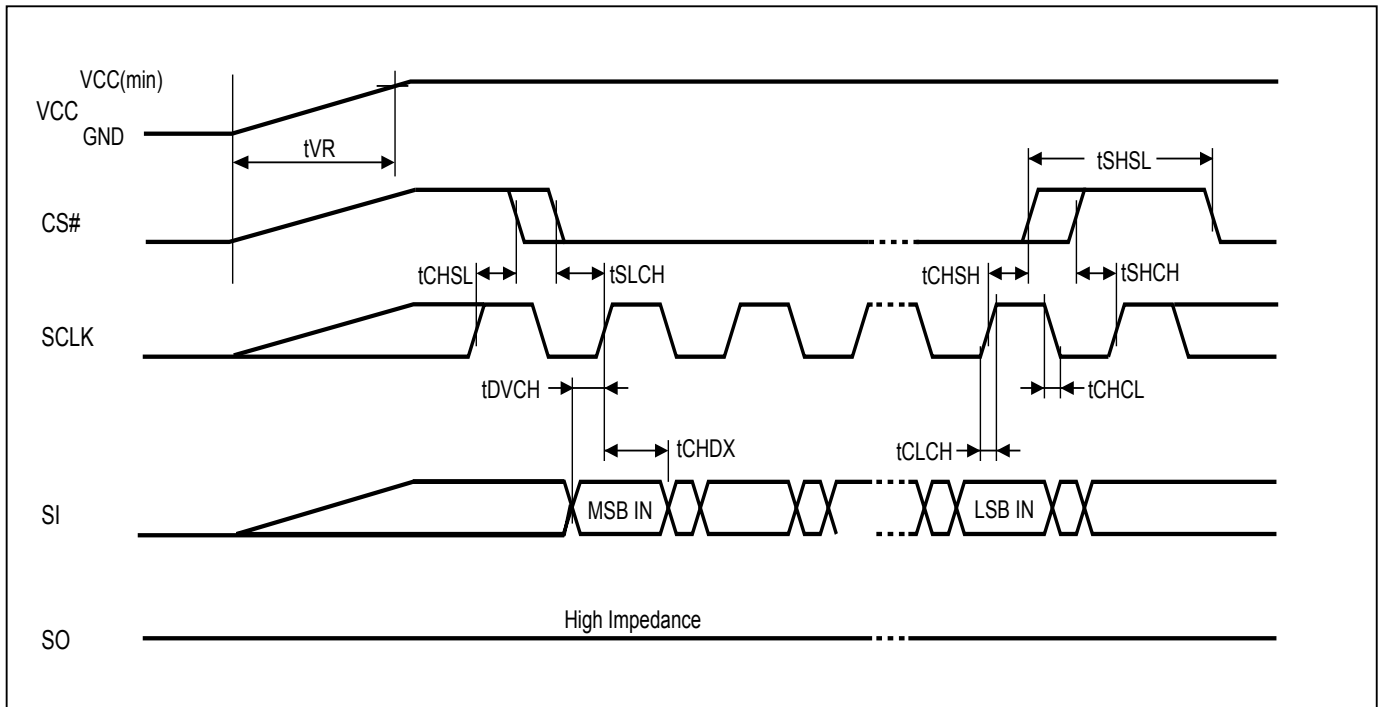 VCC(min)
VCC
GND
tVR
tSHSL
CS#
tCHSL
tSLCH
tCHSH
tSHCH
SCLK
tDVCH
tCHCL
tCHDX
tCLCH
SI
MSB IN
LSB IN
High Impedance
SO